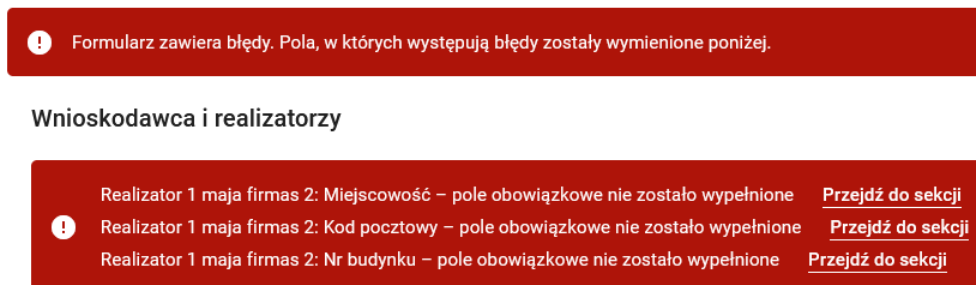 Formularz zawiera błędy. Pola, w których występują błędy zostały wymienione poniżej.
Wnioskodawca i realizatorzy
Realizator 1 maja firmas 2: Miejscowość – pole obowiązkowe nie zostało wypełnione Przejdź do sekcji
Realizator 1 maja firmas 2: Kod pocztowy – pole obowiązkowe nie zostało wypełnione Przejdź do sekcji
Realizator 1 maja firmas 2: Nr budynku – pole obowiązkowe nie zostało wypełnione Przejdź do sekcji